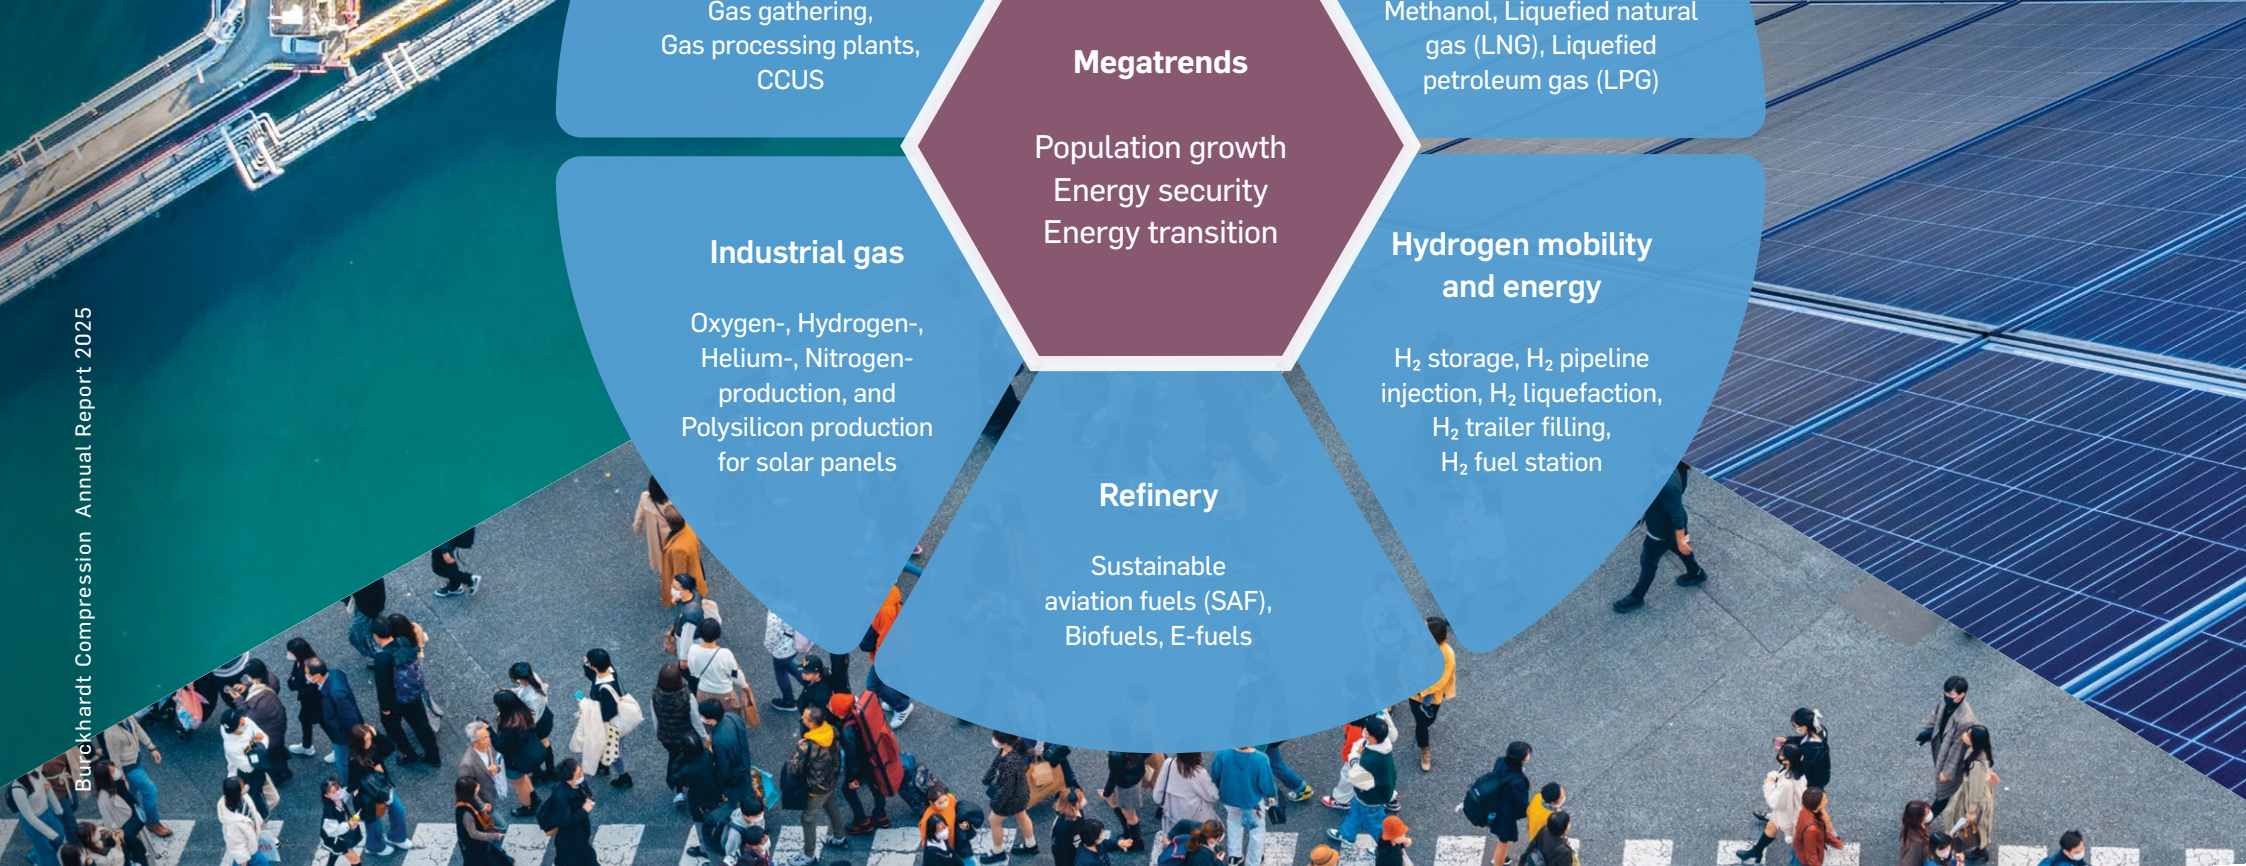 Gas gathering,
Gas processing plants,
CCUS
Methanol, Liquefied natural
gas (LNG), Liquefied
petroleum gas (LPG)
Megatrends
Population growth
Energy security
Energy transition
Industrial gas
Oxygen-, Hydrogen-,
Helium-, Nitrogen-
production, and
Polysilicon production
for solar panels
Hydrogen mobility
and energy
H₂ storage, H₂ pipeline
injection, H₂ liquefaction,
H₂ trailer filling,
H₂ fuel station
Refinery
Sustainable
aviation fuels (SAF),
Biofuels, E-fuels
Burckhardt Compression Annual Report 2025